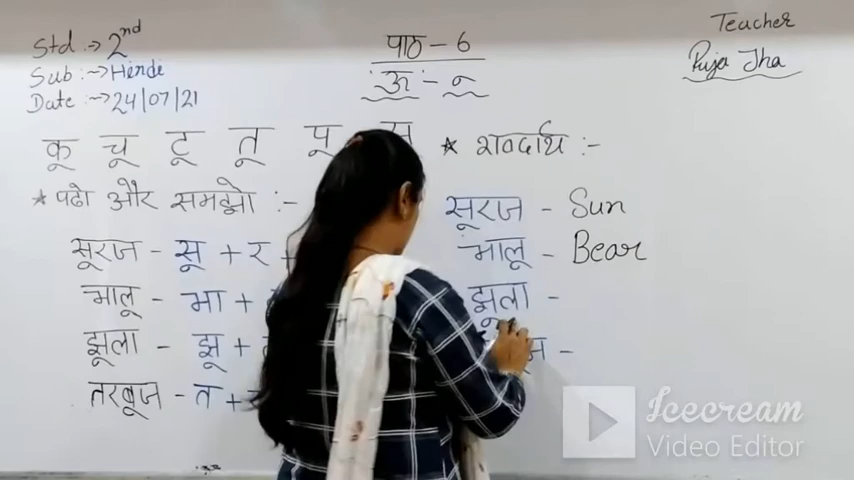 Std :→ 2nd
Sub :→ Hindi
Date :→ 24/07/21
पाठ - 6
ऊ - ू
Teacher
Puja Jha
कू चू टू तू पू
* पढो और समझो :-
सूरज - सू + र +
भालू - भा +
झूला - झू +
तरबूज - त +
* शब्दार्थ :-
सूरज - Sun
भालू - Bear
झूला -
Icecream
Video Editor